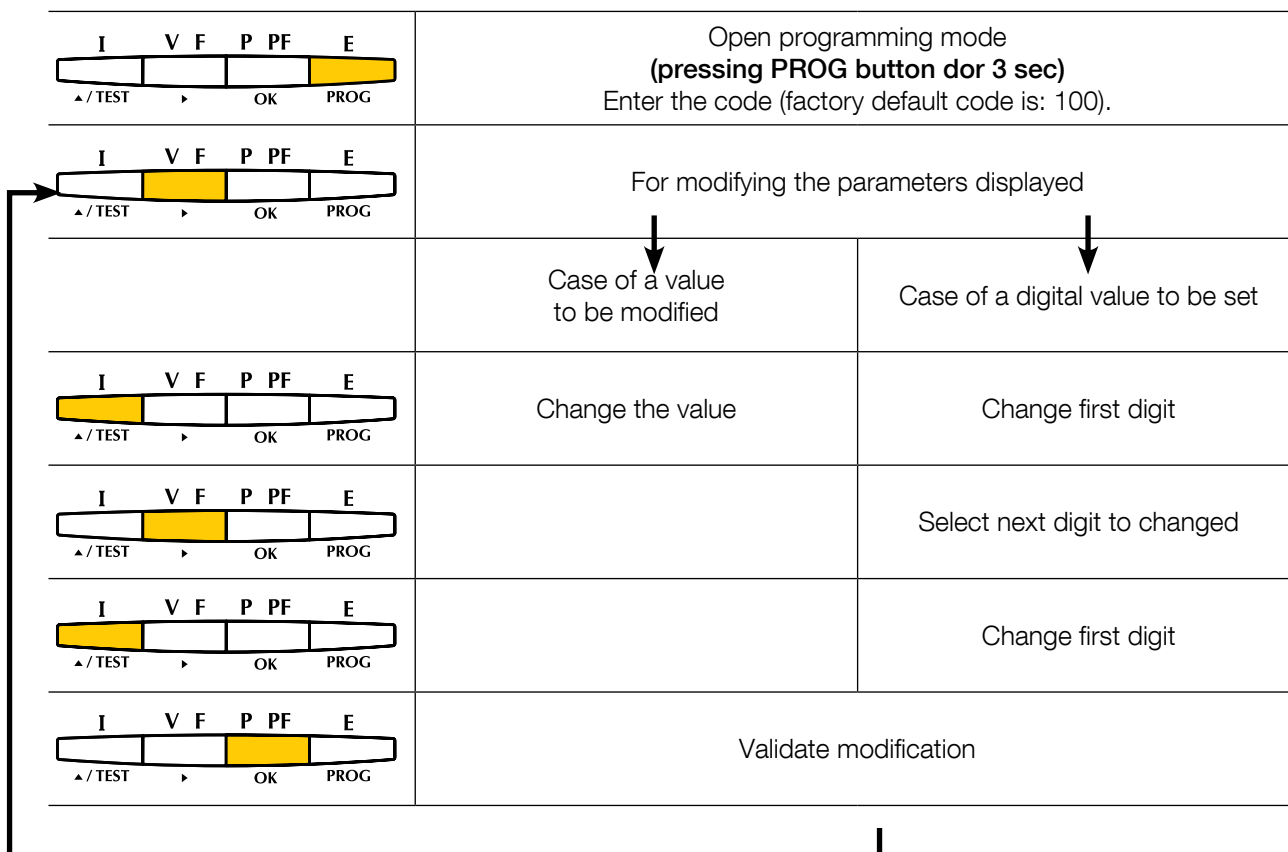 I V F P PF E
▲ / TEST ▶ OK PROG
Open programming mode
(pressing PROG button dor 3 sec)
Enter the code (factory default code is: 100).
I V F P PF E
▲ / TEST ▶ OK PROG
For modifying the parameters displayed
Case of a value
to be modified
Case of a digital value to be set
I V F P PF E
▲ / TEST ▶ OK PROG
Change the value
Change first digit
I V F P PF E
▲ / TEST ▶ OK PROG
Select next digit to changed
I V F P PF E
▲ / TEST ▶ OK PROG
Change first digit
I V F P PF E
▲ / TEST ▶ OK PROG
Validate modification